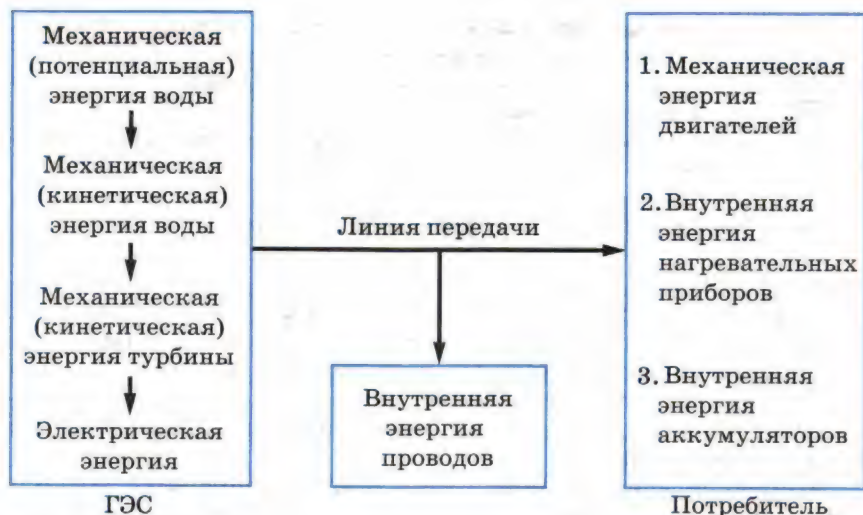 Механическая
(потенциальная)
энергия воды
Механическая
(кинетическая)
энергия воды
Механическая
(кинетическая)
энергия турбины
Электрическая
энергия
ГЭС
Линия передачи
Внутренняя
энергия
проводов
1. Механическая
энергия
двигателей
2. Внутренняя
энергия
нагревательных
приборов
3. Внутренняя
энергия
аккумуляторов
Потребитель